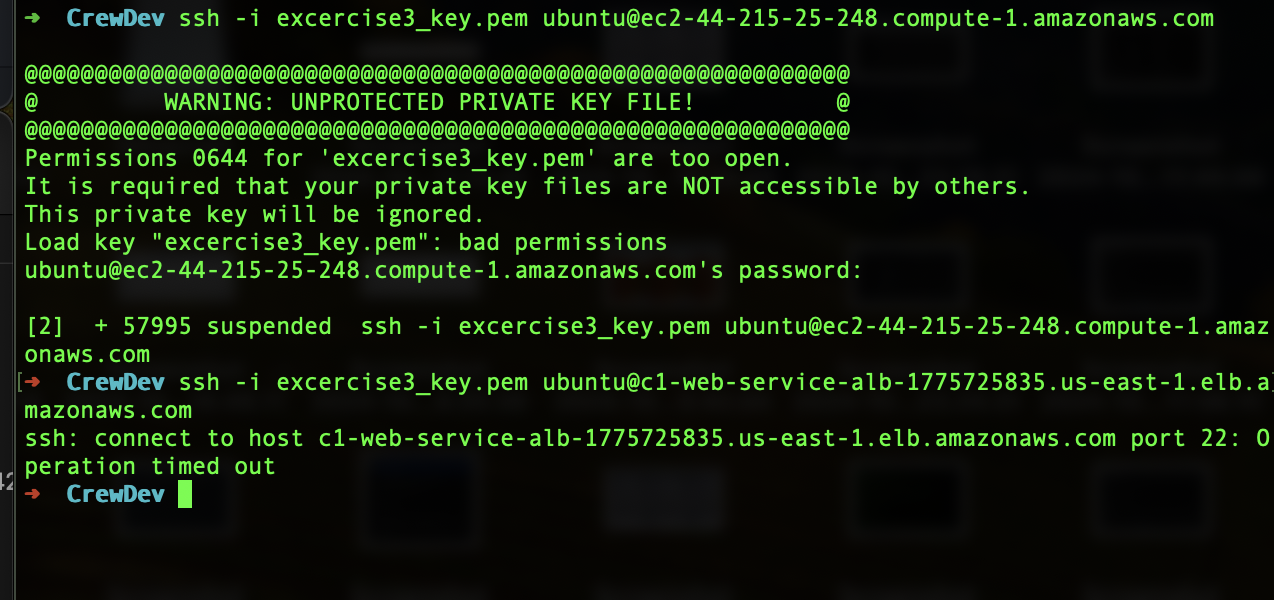 ➜  CrewDev ssh -i excercise3_key.pem ubuntu@ec2-44-215-25-248.compute-1.amazonaws.com
@@@@@@@@@@@@@@@@@@@@@@@@@@@@@@@@@@@@@@@@@@@@@@@@@@@@@@@@@@@
@         WARNING: UNPROTECTED PRIVATE KEY FILE!          @
@@@@@@@@@@@@@@@@@@@@@@@@@@@@@@@@@@@@@@@@@@@@@@@@@@@@@@@@@@@
Permissions 0644 for 'excercise3_key.pem' are too open.
It is required that your private key files are NOT accessible by others.
This private key will be ignored.
Load key "excercise3_key.pem": bad permissions
ubuntu@ec2-44-215-25-248.compute-1.amazonaws.com's password:
[2]  + 57995 suspended  ssh -i excercise3_key.pem ubuntu@ec2-44-215-25-248.compute-1.amaz
onaws.com
[➜  CrewDev ssh -i excercise3_key.pem ubuntu@c1-web-service-alb-1775725835.us-east-1.elb.a
mazonaws.com
ssh: connect to host c1-web-service-alb-1775725835.us-east-1.elb.amazonaws.com port 22: O
peration timed out
➜  CrewDev